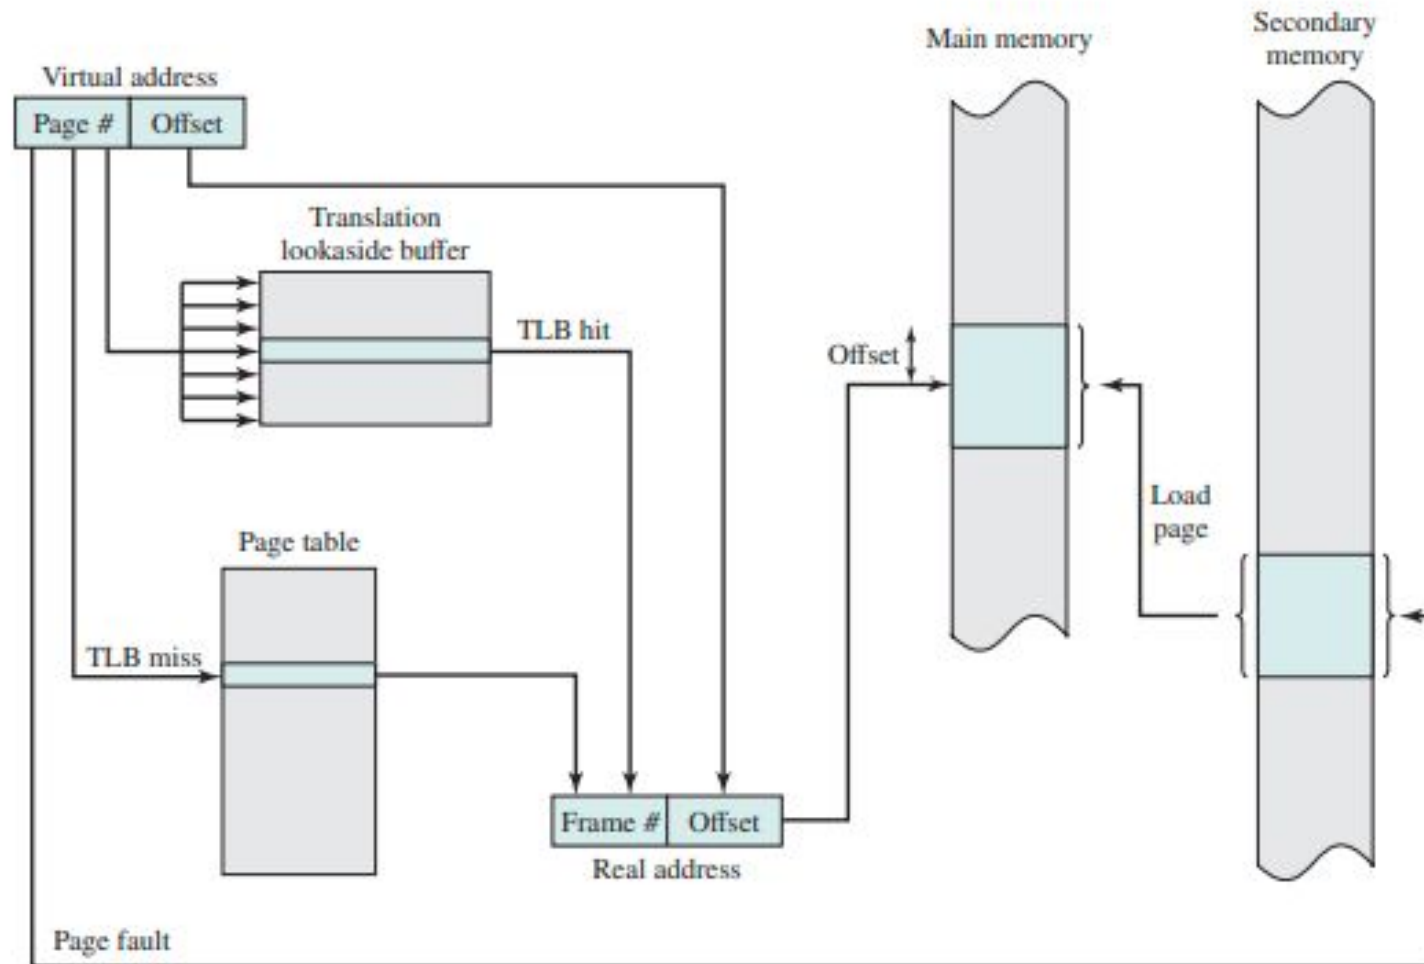 Main memory
Secondary
memory
Virtual address
Page #
Offset
Translation
lookaside buffer
TLB hit
Offset
Load
page
Page table
TLB miss
Frame #
Offset
Real address
Page fault